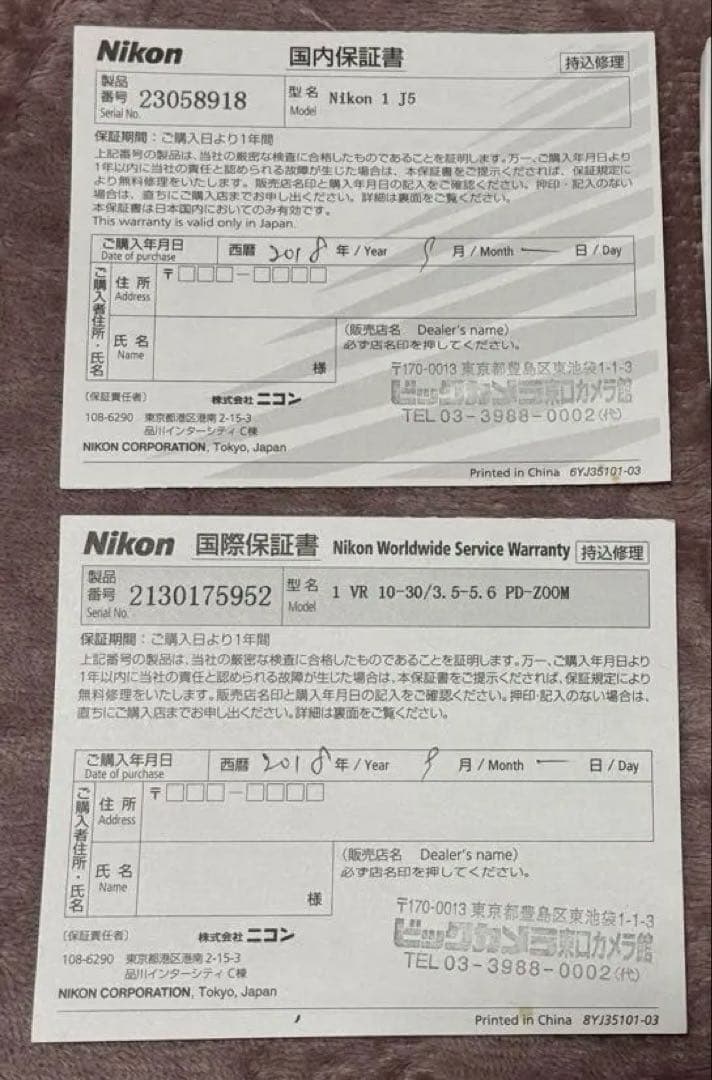 Nikon 国内保証書 持込修理
製品番号 Serial No. 23058918 型名 Model Nikon 1 J5
保証期間：ご購入日より1年間
上記番号の製品は、当社の厳密な検査に合格したものであることを証明します。万一、ご購入年月日より
1年以内に当社の責任と認められる故障が生じた場合は、本保証書をご提示くだされば、保証規定に
より無料修理をいたします。販売店名印と購入年月日の記入をご確認ください。押印・記入のない
場合は、直ちにご購入店までお申し出ください。詳細は裏面をご覧ください。
本保証書は日本国内においてのみ有効です。
This warranty is valid only in Japan.
ご購入年月日 Date of purchase 西暦 2018 年 / Year 月 / Month ー 日 / Day
ご購入者住所・氏名
住所 Address 〒□□□－□□□□
氏名 Name 様
（販売店名 Dealer's name）
必ず店名印を押してください。
〒170-0013 東京都豊島区東池袋1-1-3
ビックカメラ東口カメラ館
TEL 03-3988-0002(代)
〔保証責任者〕 株式会社 ニコン
108-6290 東京都港区港南 2-15-3
品川インターシティ C棟
NIKON CORPORATION, Tokyo, Japan
Printed in China 6YJ35101-03
Nikon 国際保証書 Nikon Worldwide Service Warranty 持込修理
製品番号 Serial No. 2130175952 型名 Model 1 VR 10-30/3.5-5.6 PD-ZOOM
保証期間：ご購入日より1年間
上記番号の製品は、当社の厳密な検査に合格したものであることを証明します。万一、ご購入年月日より
1年以内に当社の責任と認められる故障が生じた場合は、本保証書をご提示くだされば、保証規定により
無料修理をいたします。販売店名印と購入年月日の記入をご確認ください。押印・記入のない場合は、
直ちにご購入店までお申し出ください。詳細は裏面をご覧ください。
ご購入年月日 Date of purchase 西暦 2018 年 / Year 9 月 / Month ー 日 / Day
ご購入者住所・氏名
住所 Address 〒□□□－□□□□
氏名 Name 様
（販売店名 Dealer's name）
必ず店名印を押してください。
〒170-0013 東京都豊島区東池袋1-1-3
ビックカメラ東口カメラ館
TEL 03-3988-0002(代)
〔保証責任者〕 株式会社 ニコン
108-6290 東京都港区港南 2-15-3
品川インターシティ C棟
NIKON CORPORATION, Tokyo, Japan
Printed in China 8YJ35101-03